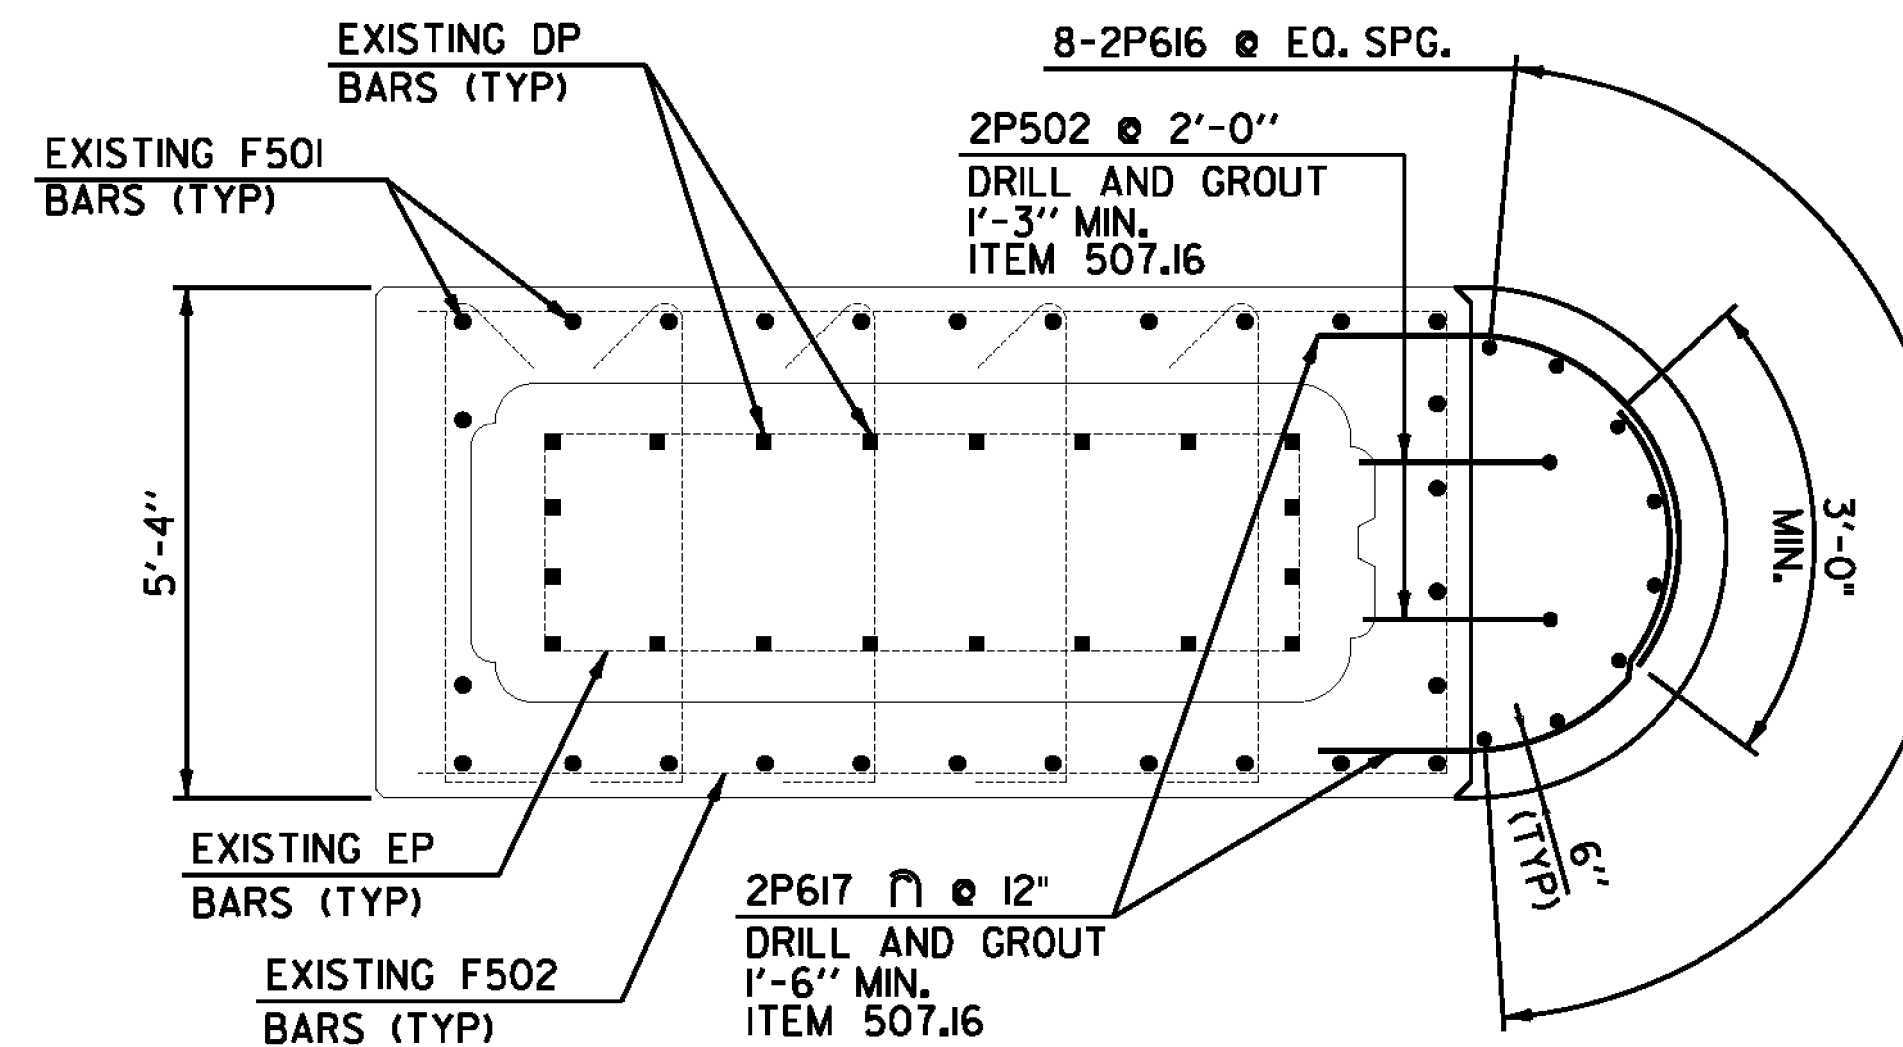 EXISTING DP
BARS (TYP)
8-2P616 @ EQ. SPG.
2P502 @ 2'-0"
DRILL AND GROUT
1'-3" MIN.
ITEM 507.16
EXISTING F501
BARS (TYP)
5'-4"
3'-0"
MIN.
6"
(TYP)
EXISTING EP
BARS (TYP)
2P617 @ 12"
DRILL AND GROUT
1'-6" MIN.
ITEM 507.16
EXISTING F502
BARS (TYP)